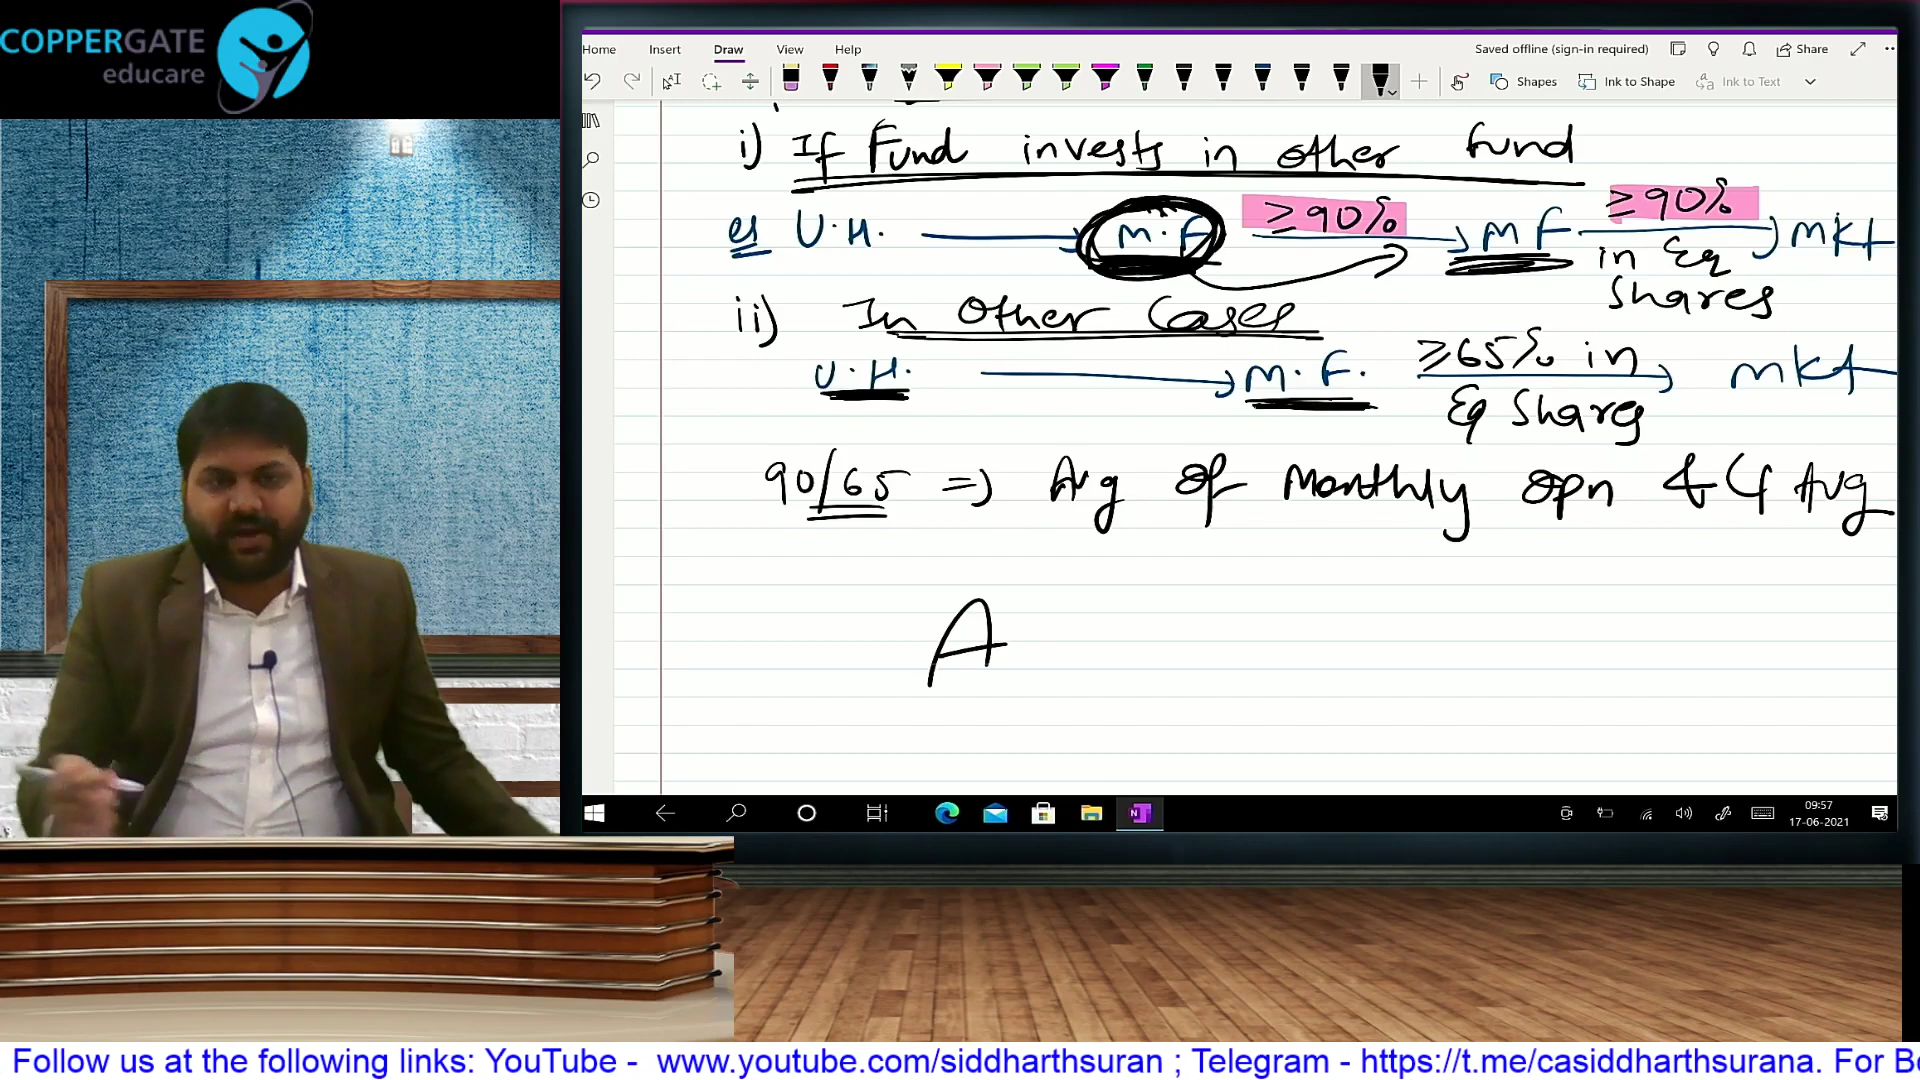 COPPERGATE
educare
Home Insert Draw View Help Saved offline (sign-in required) Share
Shapes Ink to Shape Ink to Text
i) If Fund invests in other fund
eg U.H. → M.F ≥90% → MF ≥90% → Mkt
in Eq
Shares
ii) In Other Cases
U.H. → M.F. ≥65% in → Mkt
Eq Shares
90/65 => Avg of Monthly Opn & Cl Avg
A
09:57
17-06-2021
Follow us at the following links: YouTube - www.youtube.com/siddharthsuran ; Telegram - https://t.me/casiddharthsurana. For Be